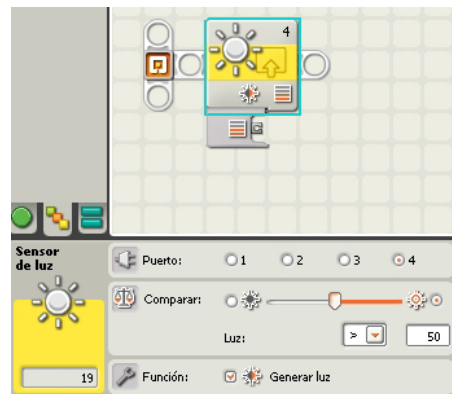 4
Sensor
de luz
Puerto: 1 2 3 4
Comparar:
Luz: > 50
19
Función: Generar luz